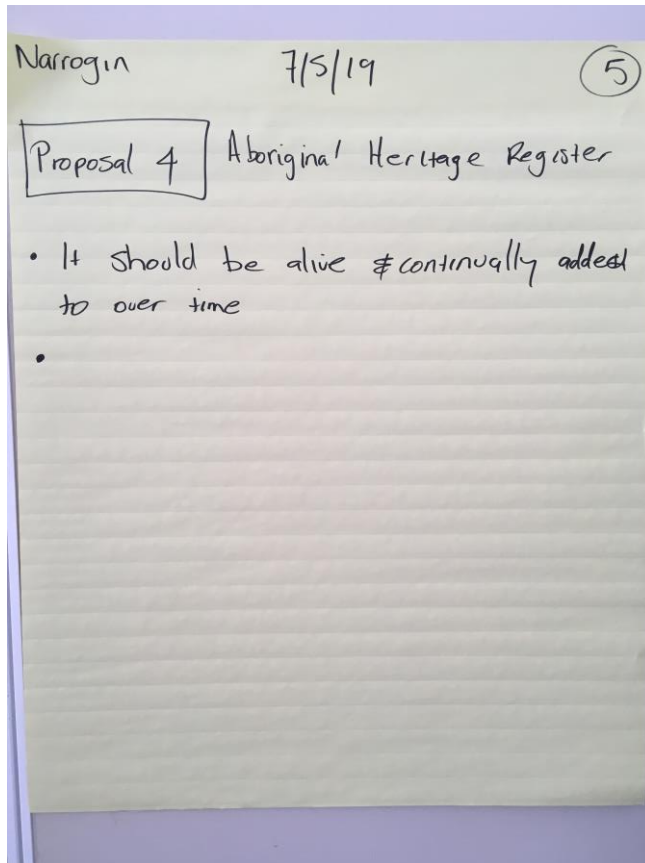 Narrogin 7/5/19 5
Proposal 4 Aboriginal Heritage Register
• It should be alive & continually added
to over time
•